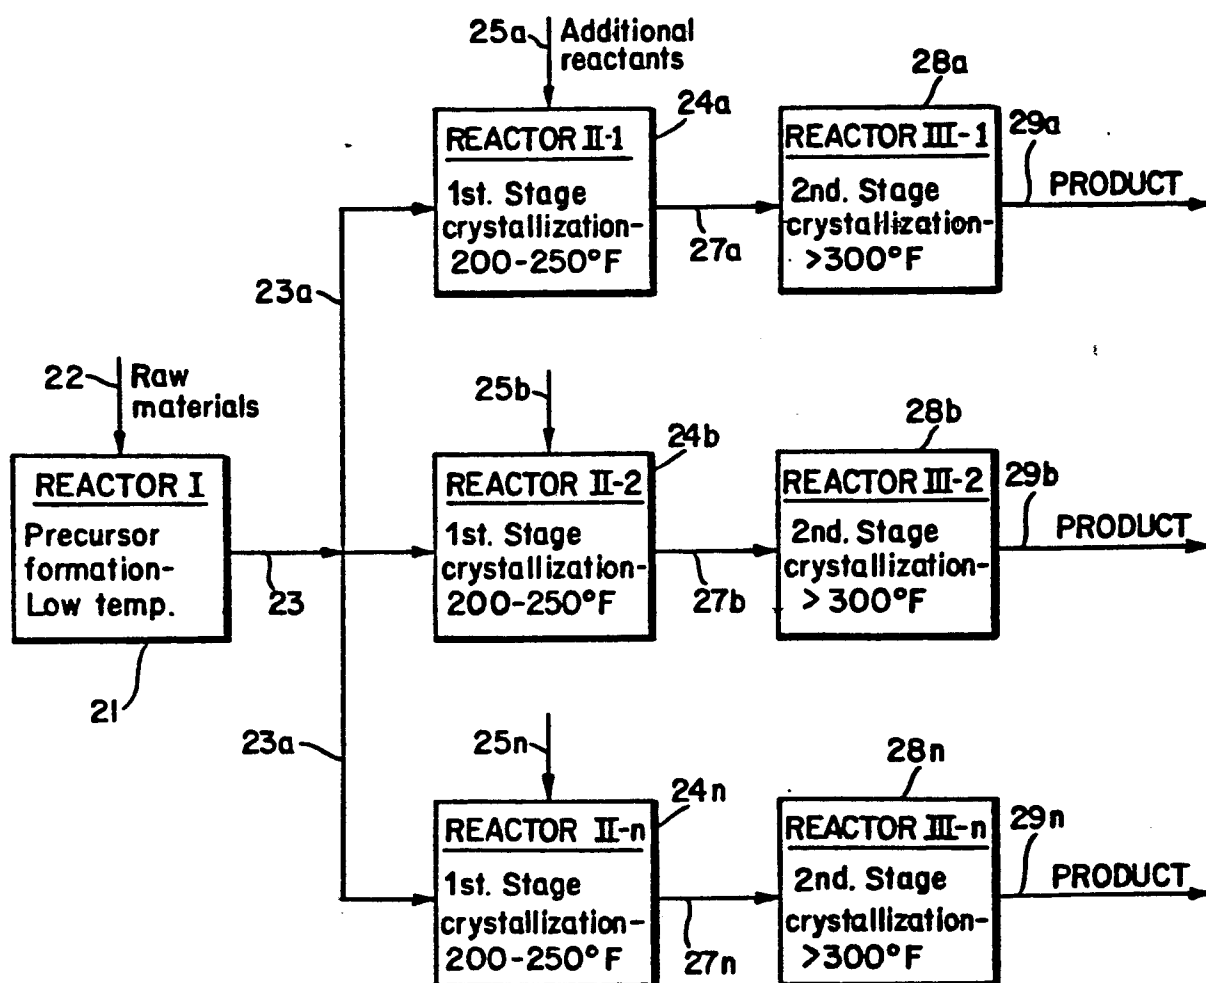 25a
Additional
reactants
24a
REACTOR II-1
1st. Stage
crystallization-
200-250°F
27a
28a
REACTOR III-1
2nd. Stage
crystallization-
>300°F
29a
PRODUCT
23a
22
Raw
materials
REACTOR I
Precursor
formation-
Low temp.
21
23
25b
24b
REACTOR II-2
1st. Stage
crystallization-
200-250°F
27b
28b
REACTOR III-2
2nd. Stage
crystallization-
> 300°F
29b
PRODUCT
23a
25n
24n
REACTOR II-n
1st. Stage
crystallization-
200-250°F
27n
28n
REACTOR III-n
2nd. Stage
crystallization-
>300°F
29n
PRODUCT